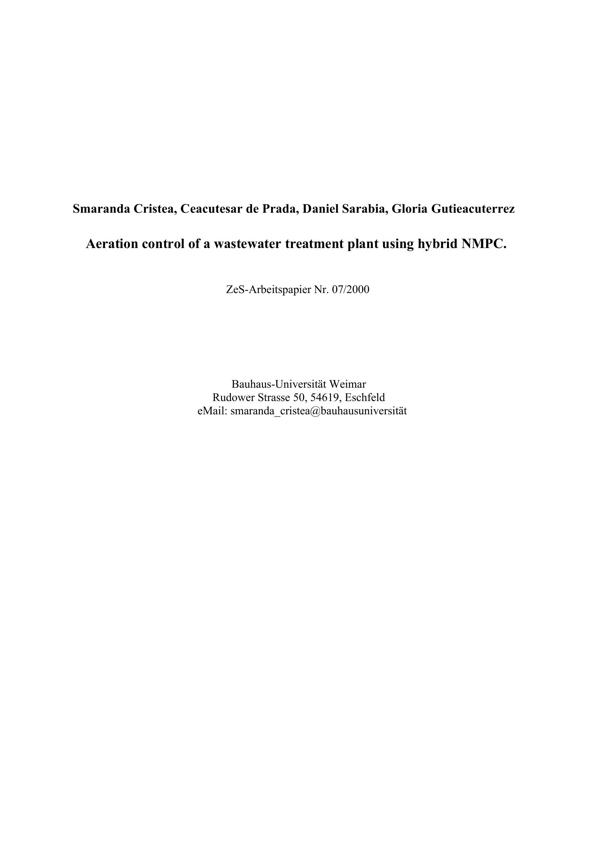 Smaranda Cristea, Ceacutesar de Prada, Daniel Sarabia, Gloria Gutieacuterrez
Aeration control of a wastewater treatment plant using hybrid NMPC.
ZeS-Arbeitspapier Nr. 07/2000
Bauhaus-Universität Weimar
Rudower Strasse 50, 54619, Eschfeld
eMail: smaranda_cristea@bauhausuniversität